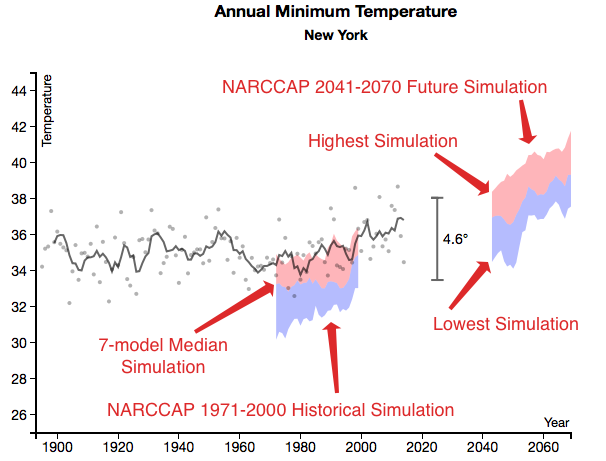 Annual Minimum Temperature
New York
Temperature
44
42
40
38
36
34
32
30
28
26
NARCCAP 2041-2070 Future Simulation
Highest Simulation
4.6°
Lowest Simulation
7-model Median
Simulation
NARCCAP 1971-2000 Historical Simulation
Year
1900 1920 1940 1960 1980 2000 2020 2040 2060